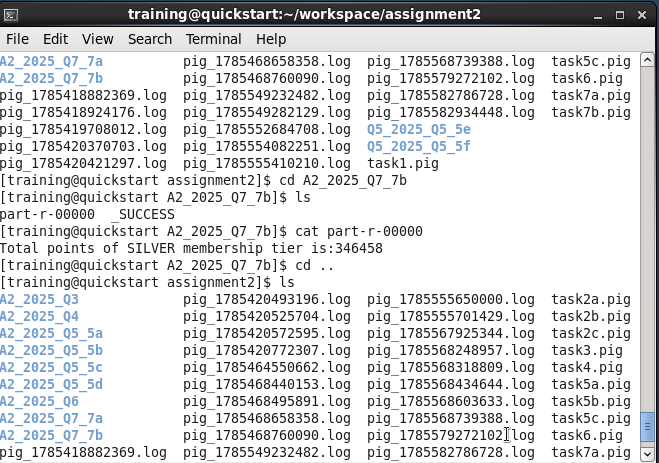 training@quickstart:~/workspace/assignment2
File Edit View Search Terminal Help
A2_2025_Q7_7a pig_1785468658358.log pig_1785568739388.log task5c.pig
A2_2025_Q7_7b pig_1785468760090.log pig_1785579272102.log task6.pig
pig_1785418882369.log pig_1785549232482.log pig_1785582786728.log task7a.pig
pig_1785418924176.log pig_1785549282129.log pig_1785582934448.log task7b.pig
pig_1785419708012.log pig_1785552684708.log Q5_2025_Q5_5e
pig_1785420370703.log pig_1785554082251.log Q5_2025_Q5_5f
pig_1785420421297.log pig_1785555410210.log task1.pig
[training@quickstart assignment2]$ cd A2_2025_Q7_7b
[training@quickstart A2_2025_Q7_7b]$ ls
part-r-00000 _SUCCESS
[training@quickstart A2_2025_Q7_7b]$ cat part-r-00000
Total points of SILVER membership tier is:346458
[training@quickstart A2_2025_Q7_7b]$ cd ..
[training@quickstart assignment2]$ ls
A2_2025_Q3 pig_1785420493196.log pig_1785555650000.log task2a.pig
A2_2025_Q4 pig_1785420525704.log pig_1785555701429.log task2b.pig
A2_2025_Q5_5a pig_1785420572595.log pig_1785567925344.log task2c.pig
A2_2025_Q5_5b pig_1785420772307.log pig_1785568248957.log task3.pig
A2_2025_Q5_5c pig_1785464550662.log pig_1785568318809.log task4.pig
A2_2025_Q5_5d pig_1785468440153.log pig_1785568434644.log task5a.pig
A2_2025_Q6 pig_1785468495891.log pig_1785568603633.log task5b.pig
A2_2025_Q7_7a pig_1785468658358.log pig_1785568739388.log task5c.pig
A2_2025_Q7_7b pig_1785468760090.log pig_1785579272102.log task6.pig
pig_1785418882369.log pig_1785549232482.log pig_1785582786728.log task7a.pig